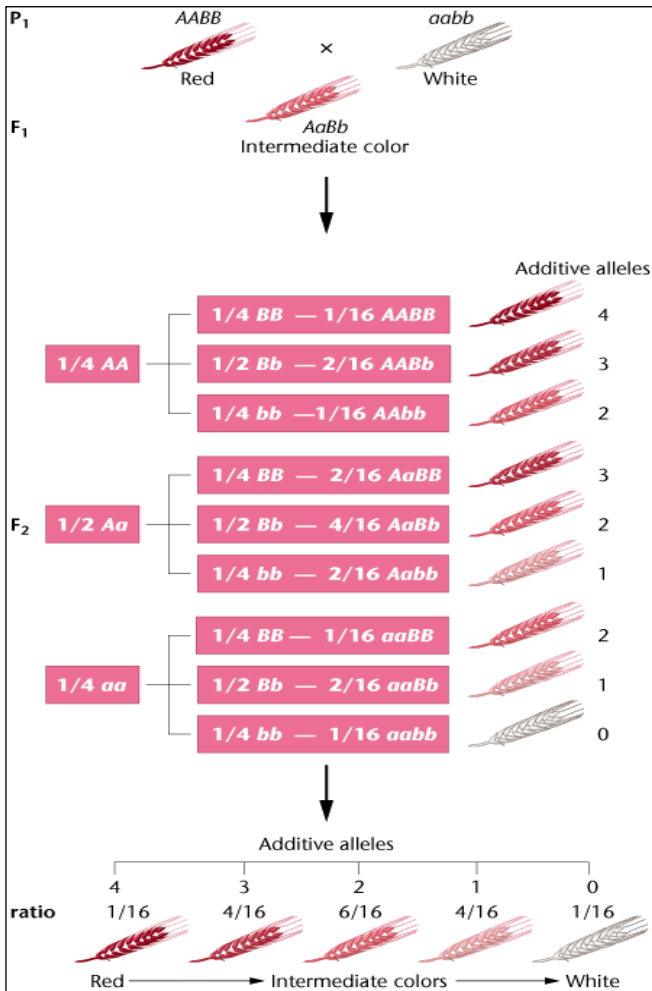 P1 AABB aabb
×
Red White
F1 AaBb
Intermediate color
Additive alleles
1/4 BB — 1/16 AABB 4
1/4 AA 1/2 Bb — 2/16 AABb 3
1/4 bb —1/16 AAbb 2
1/4 BB — 2/16 AaBB 3
F2 1/2 Aa 1/2 Bb — 4/16 AaBb 2
1/4 bb — 2/16 Aabb 1
1/4 BB — 1/16 aaBB 2
1/4 aa 1/2 Bb — 2/16 aaBb 1
1/4 bb — 1/16 aabb 0
Additive alleles
4 3 2 1 0
ratio 1/16 4/16 6/16 4/16 1/16
Red Intermediate colors White